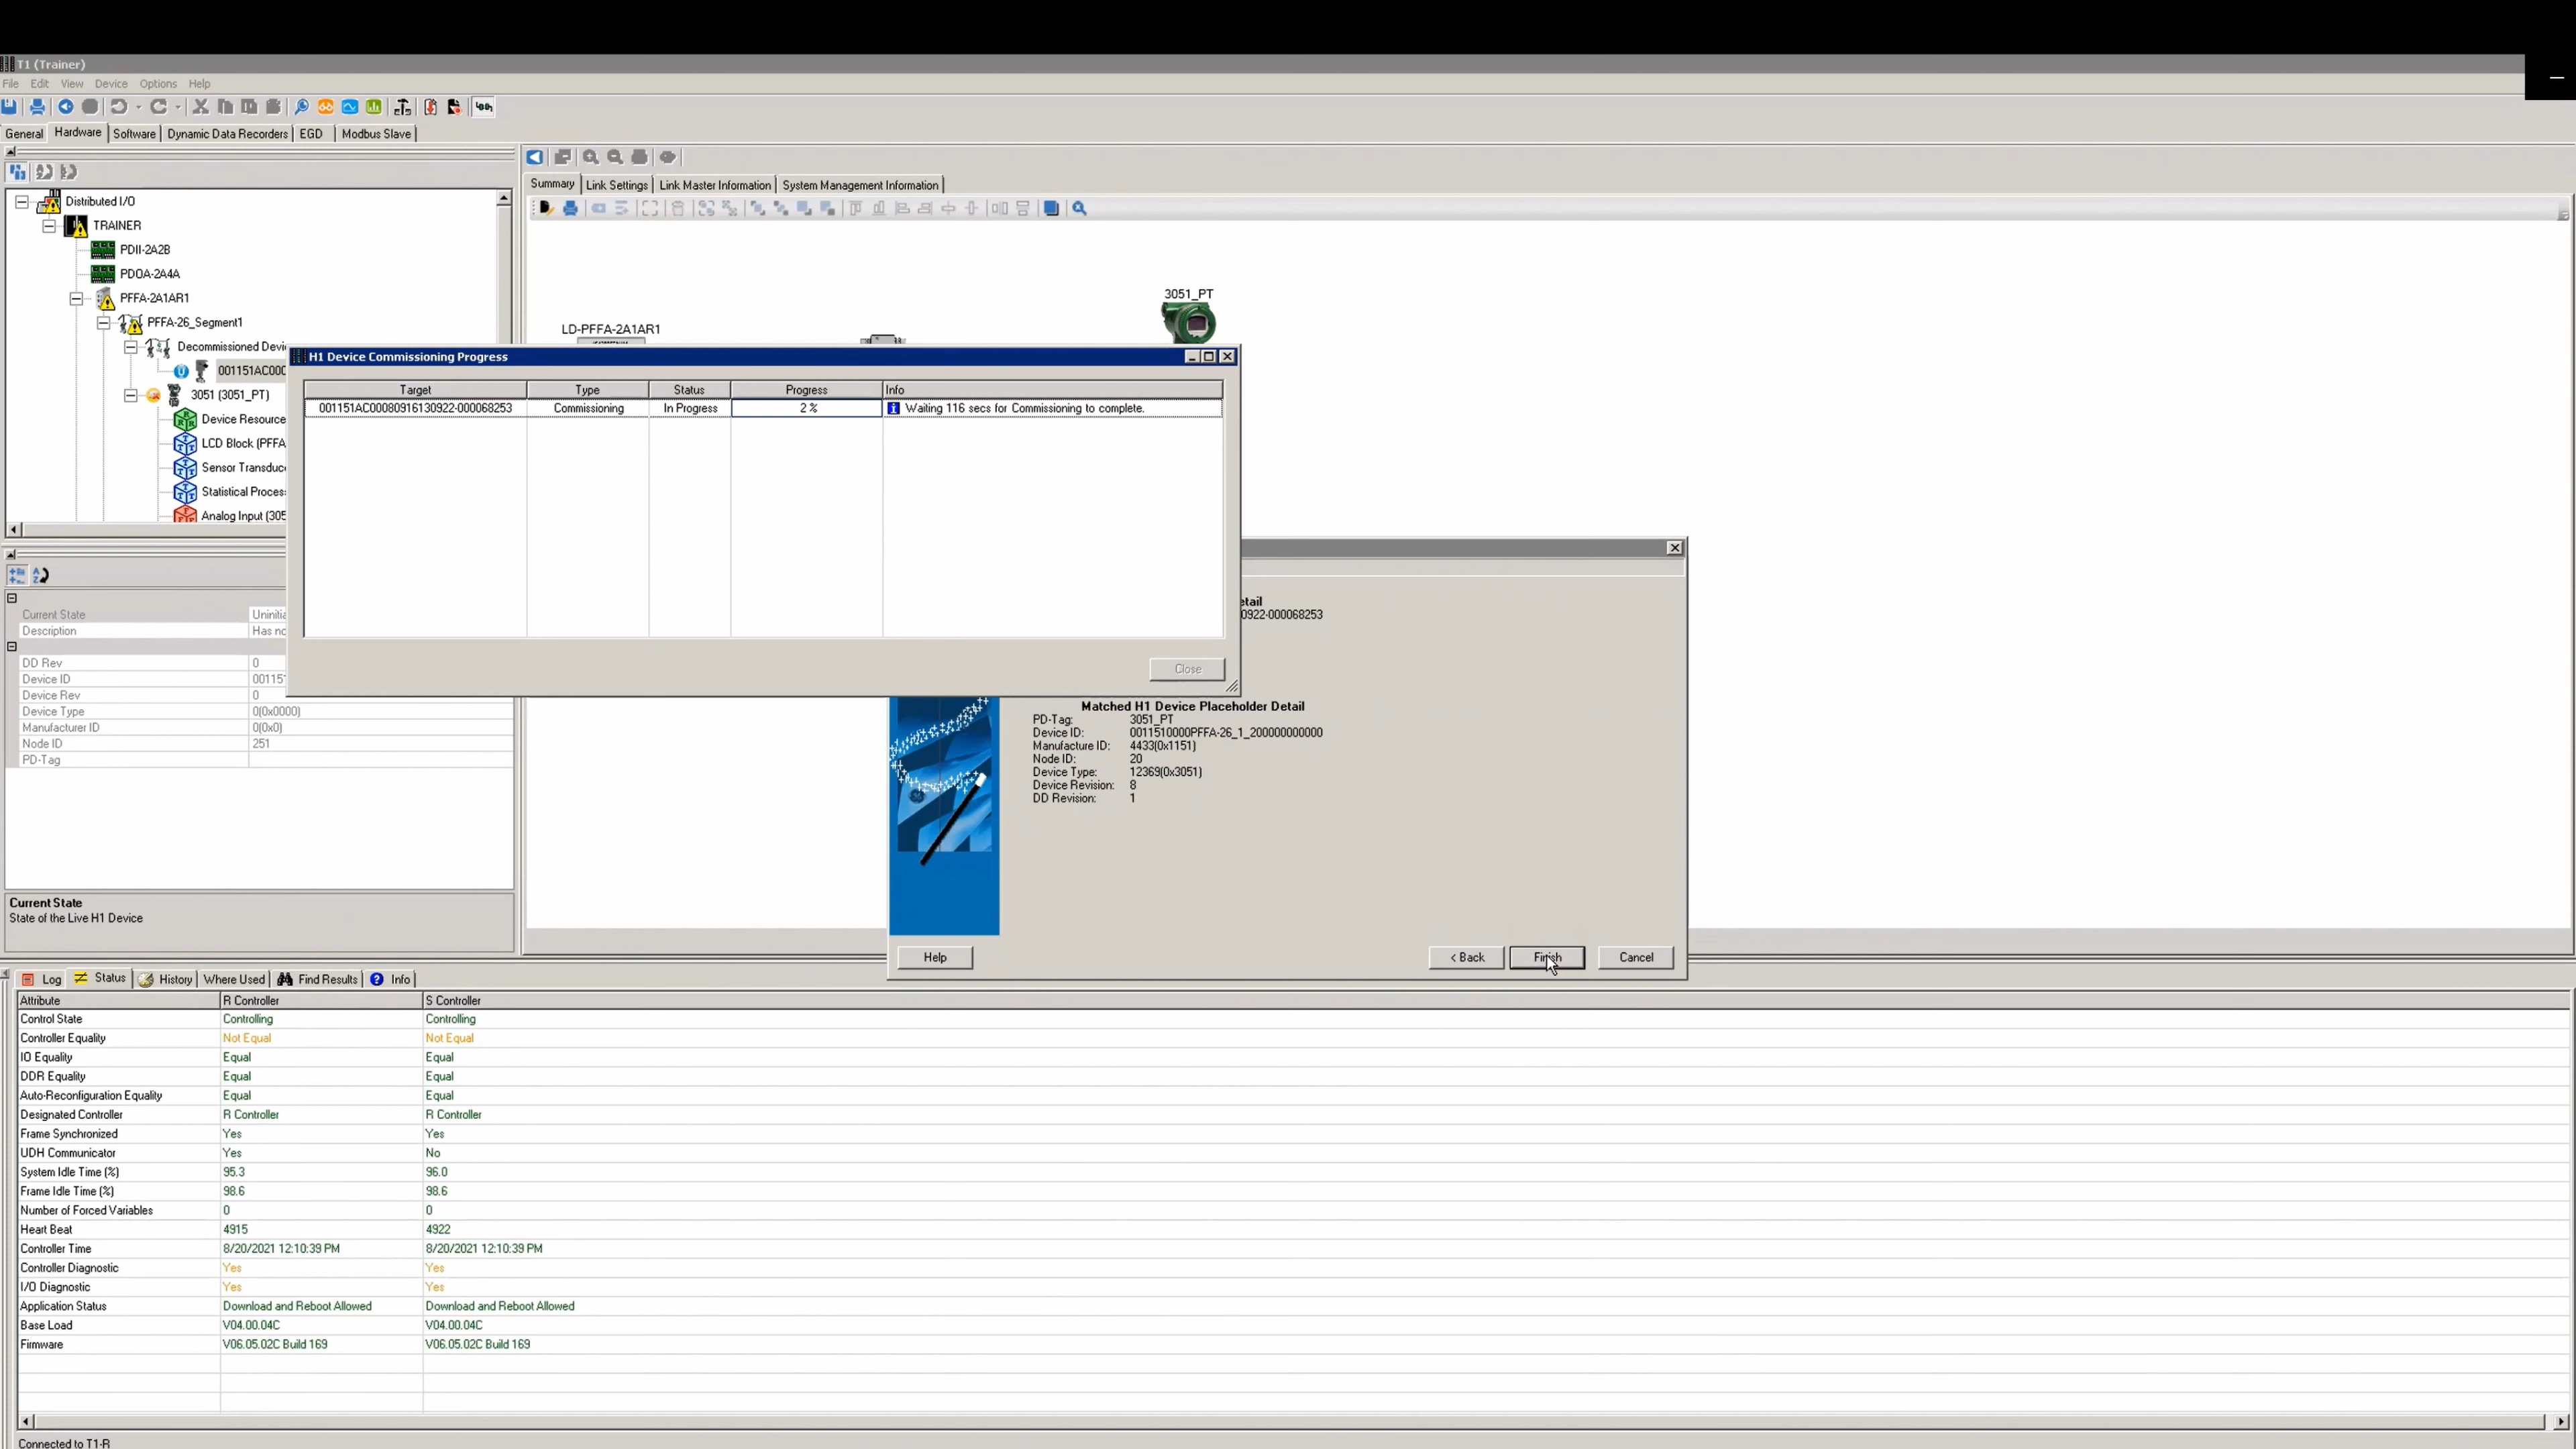 T1 (Trainer)
File Edit View Device Options Help
General Hardware Software Dynamic Data Recorders EGD Modbus Slave
Distributed I/O
TRAINER
PDII-2A2B
PDOA-2A4A
PFFA-2A1AR1
PFFA-26_Segment1
Decommissioned Devi
001151AC000
3051 (3051_PT)
Device Resource
LCD Block (PFFA
Sensor Transduce
Statistical Proces
Analog Input (305
Summary Link Settings Link Master Information System Management Information
3051_PT
LD-PFFA-2A1AR1
H1 Device Commissioning Progress
Target Type Status Progress Info
001151AC00080916130922-000068253 Commissioning In Progress 2 % Waiting 116 secs for Commissioning to complete.
Close
Current State Uninitia
Description Has no
DD Rev 0
Device ID 00115
Device Rev 0
Device Type 0(0x0000)
Manufacturer ID 0(0x0)
Node ID 251
PD-Tag
Current State
State of the Live H1 Device
etail
0922-000068253
Matched H1 Device Placeholder Detail
PD-Tag: 3051_PT
Device ID: 0011510000PFFA-26_1_200000000000
Manufacture ID: 4433(0x1151)
Node ID: 20
Device Type: 12369(0x3051)
Device Revision: 8
DD Revision: 1
Help < Back Finish Cancel
Log Status History Where Used Find Results Info
Attribute R Controller S Controller
Control State Controlling Controlling
Controller Equality Not Equal Not Equal
IO Equality Equal Equal
DDR Equality Equal Equal
Auto-Reconfiguration Equality Equal Equal
Designated Controller R Controller R Controller
Frame Synchronized Yes Yes
UDH Communicator Yes No
System Idle Time (%) 95.3 96.0
Frame Idle Time (%) 98.6 98.6
Number of Forced Variables 0 0
Heart Beat 4915 4922
Controller Time 8/20/2021 12:10:39 PM 8/20/2021 12:10:39 PM
Controller Diagnostic Yes Yes
I/O Diagnostic Yes Yes
Application Status Download and Reboot Allowed Download and Reboot Allowed
Base Load V04.00.04C V04.00.04C
Firmware V06.05.02C Build 169 V06.05.02C Build 169
Connected to T1-R